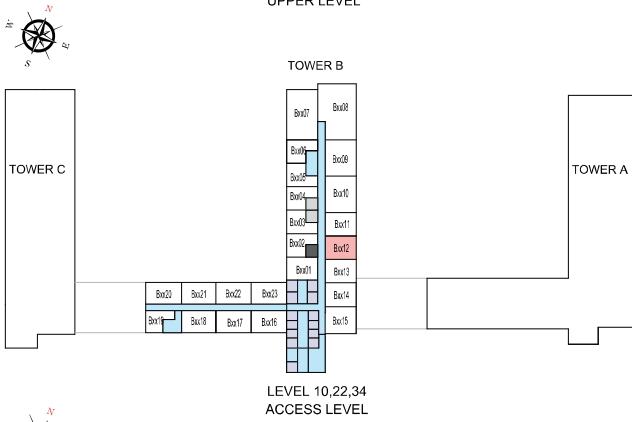 UPPER LEVEL
N
W
E
S
TOWER B
Bxx07
Bxx08
Bxx06
Bxx09
Bxx05
TOWER C
TOWER A
Bxx04
Bxx10
Bxx03
Bxx11
Bxx02
Bxx12
Bxx01
Bxx13
Bxx20
Bxx21
Bxx22
Bxx23
Bxx14
Bxx19
Bxx18
Bxx17
Bxx16
Bxx15
LEVEL 10,22,34
ACCESS LEVEL
N